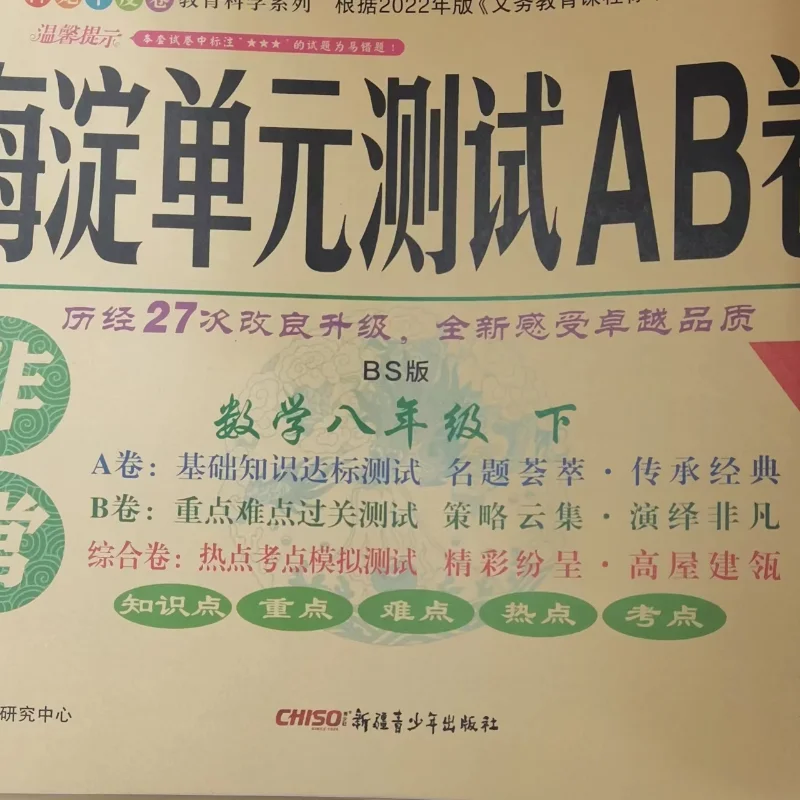 卷 教育科学系列 根据2022年版《义务教育课程标
温馨提示 本套试卷中标注"★★★"的试题为易错题！
海淀单元测试AB卷
历经27次改良升级，全新感受卓越品质
BS版
数学八年级 下
非常
A卷：基础知识达标测试 名题荟萃·传承经典
B卷：重点难点过关测试 策略云集·演绎非凡
综合卷：热点考点模拟测试 精彩纷呈·高屋建瓴
知识点 重点 难点 热点 考点
研究中心
CHISO 新疆青少年出版社